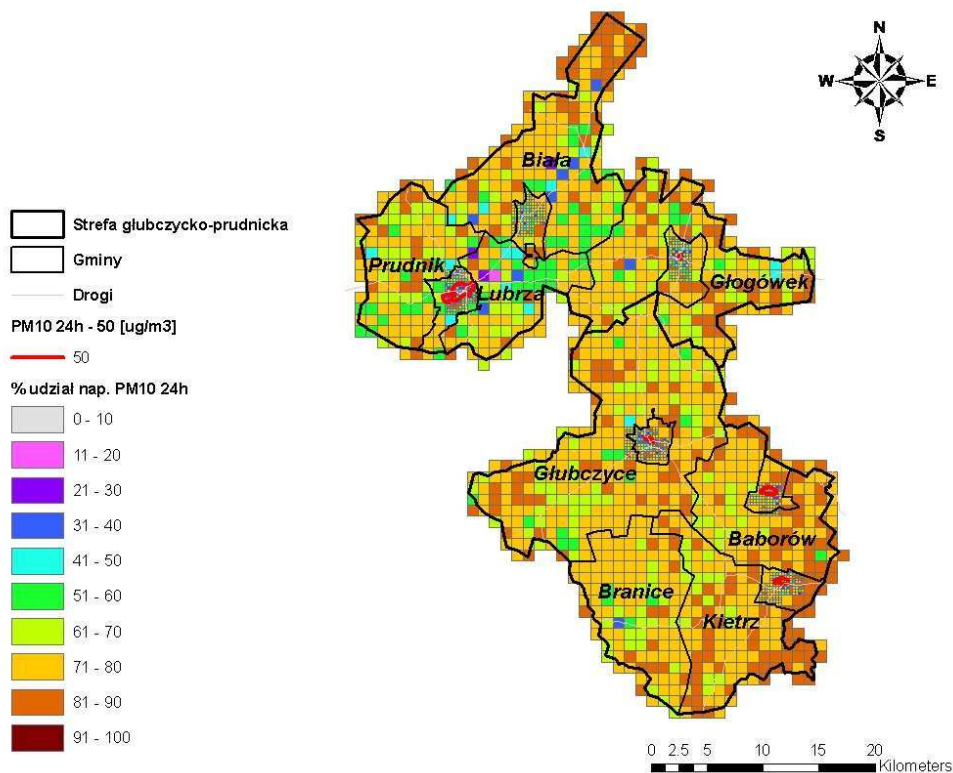 N
W E
S
Biała
Prudnik
Lubrza
Głogówek
Głubczyce
Baborów
Branice
Kietrz
Strefa głubczycko-prudnicka
Gminy
Drogi
PM10 24h - 50 [ug/m3]
50
% udział nap. PM10 24h
0 - 10
11 - 20
21 - 30
31 - 40
41 - 50
51 - 60
61 - 70
71 - 80
81 - 90
91 - 100
0 2.5 5 10 15 20
Kilometers